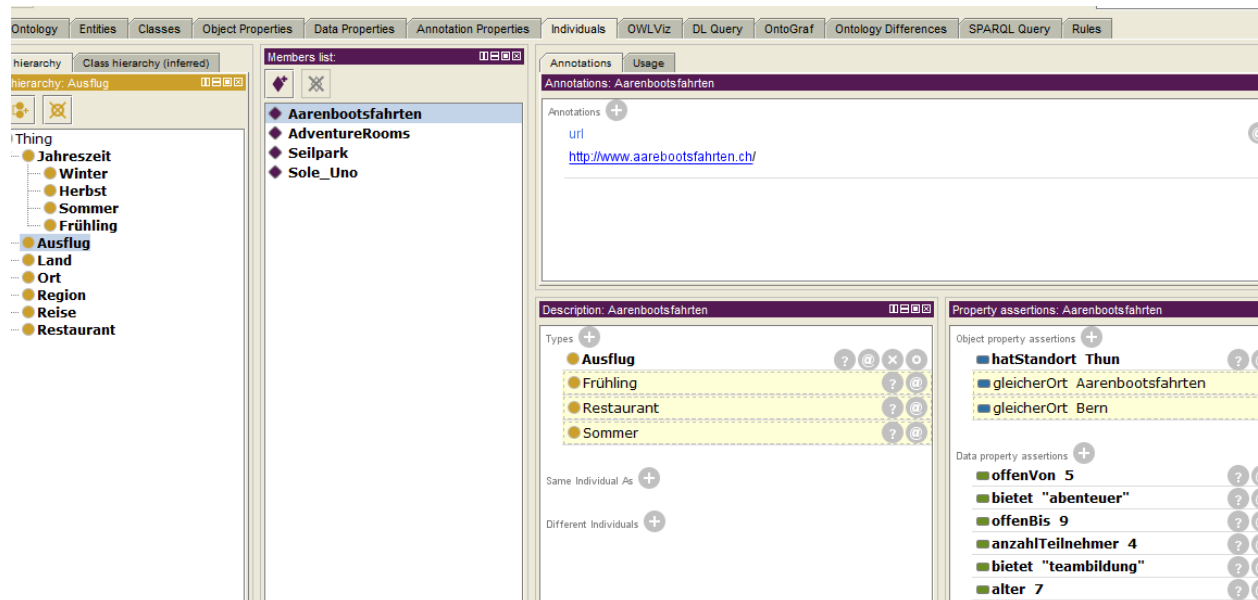 Ontology Entities Classes Object Properties Data Properties Annotation Properties Individuals OWLViz DL Query OntoGraf Ontology Differences SPARQL Query Rules
hierarchy Class hierarchy (inferred)
hierarchy: Ausflug
Thing
Jahreszeit
Winter
Herbst
Sommer
Frühling
Ausflug
Land
Ort
Region
Reise
Restaurant
Members list:
Aarenbootsfahrten
AdventureRooms
Seilpark
Sole_Uno
Annotations Usage
Annotations: Aarenbootsfahrten
Annotations
url
http://www.aarebootsfahrten.ch/
Description: Aarenbootsfahrten
Types
Ausflug
Frühling
Restaurant
Sommer
Same Individual As
Different Individuals
Property assertions: Aarenbootsfahrten
Object property assertions
hatStandort Thun
gleicherOrt Aarenbootsfahrten
gleicherOrt Bern
Data property assertions
offenVon 5
bietet "abenteuer"
offenBis 9
anzahlTeilnehmer 4
bietet "teambildung"
alter 7